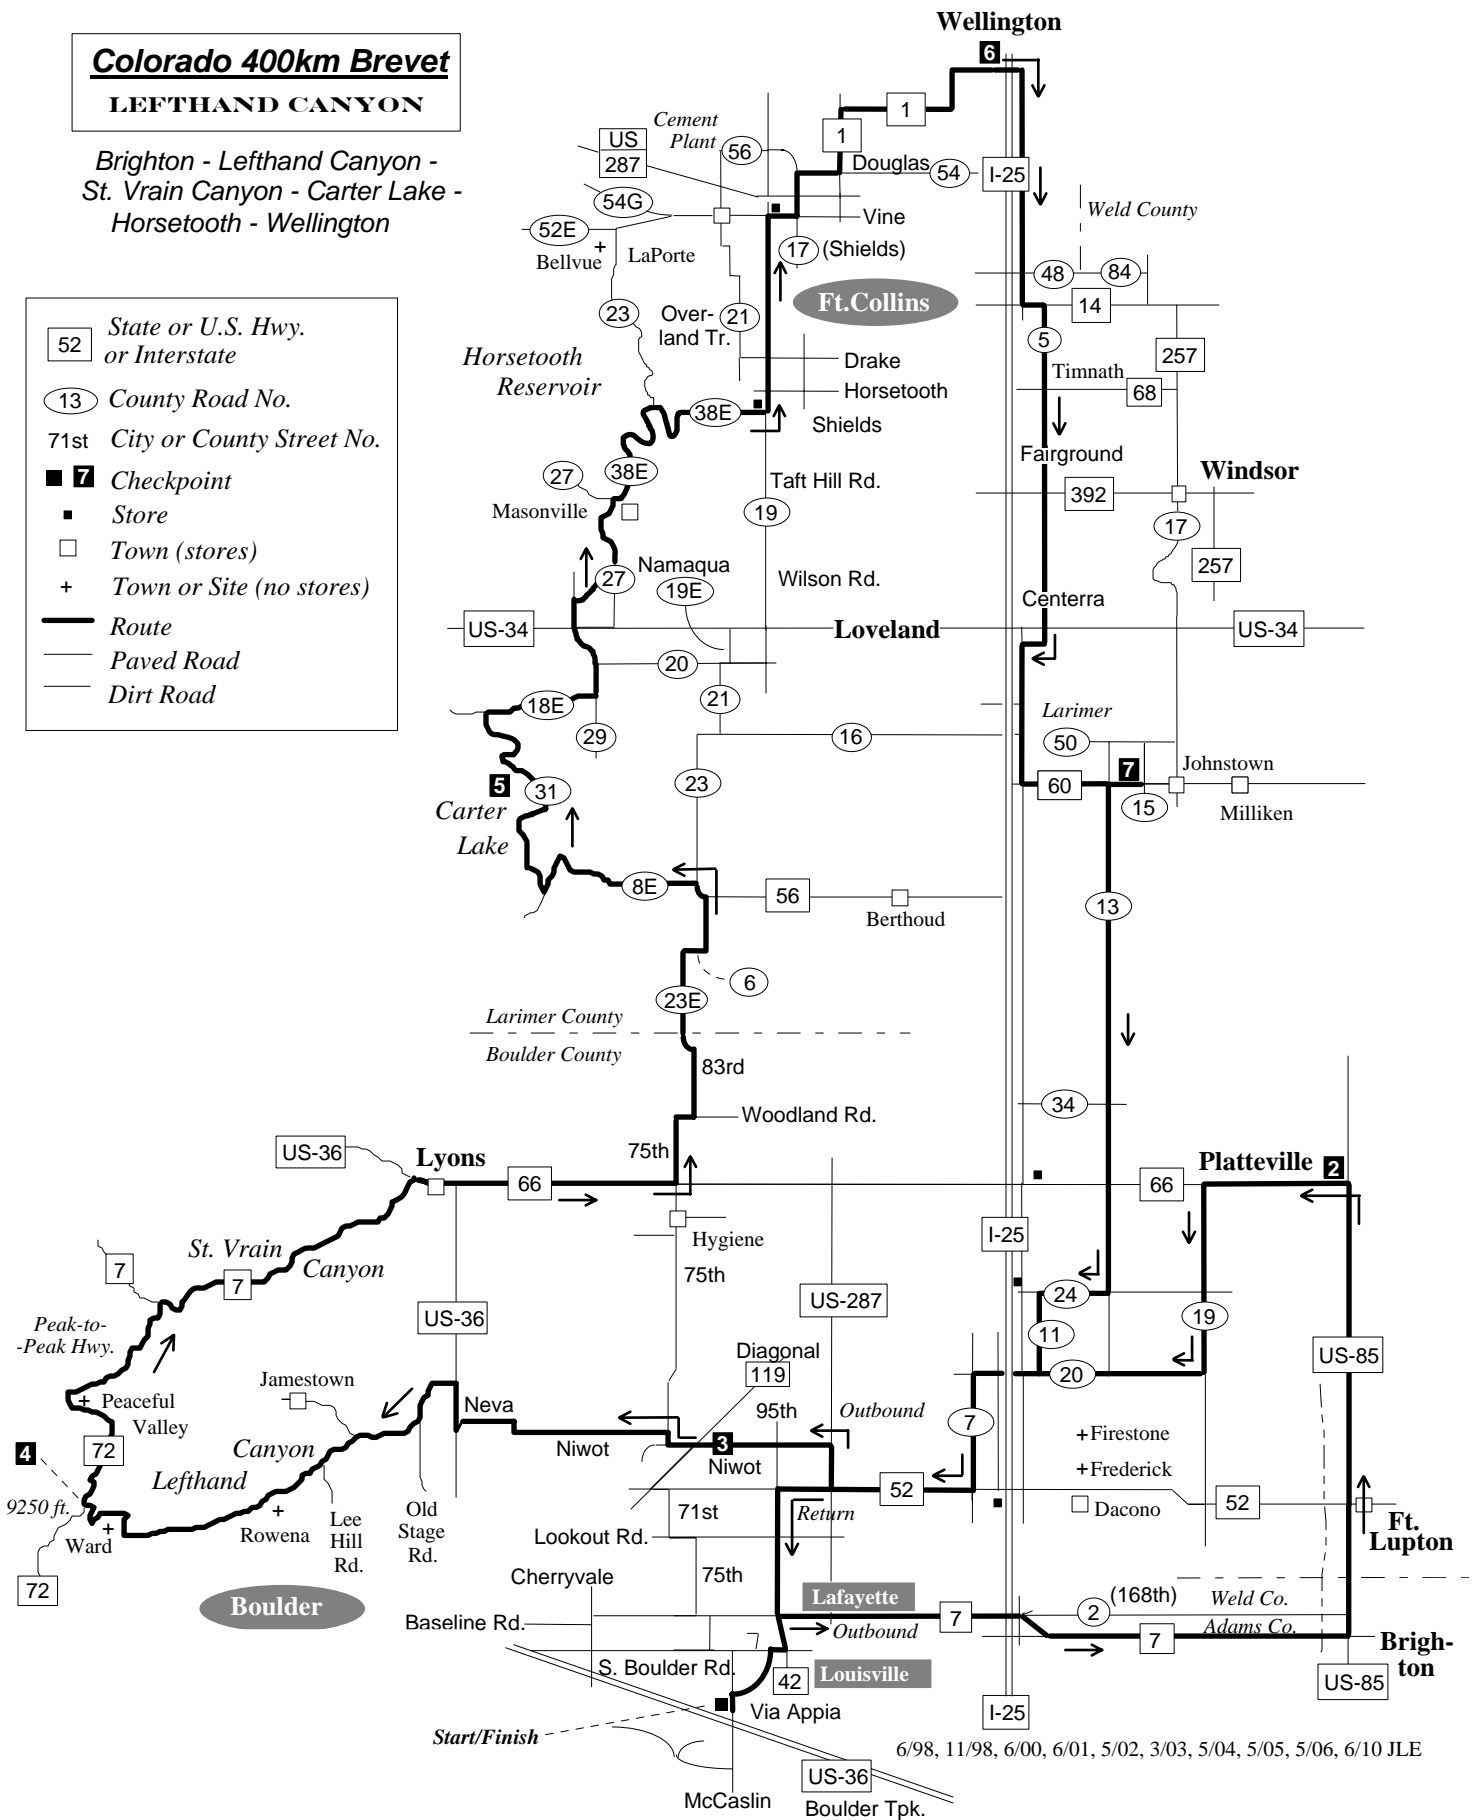 Colorado 400km Brevet
LEFTHAND CANYON
Brighton - Lefthand Canyon -
St. Vrain Canyon - Carter Lake -
Horsetooth - Wellington
52
State or U.S. Hwy.
or Interstate
13
County Road No.
71st
City or County Street No.
7
Checkpoint
Store
Town (stores)
+
Town or Site (no stores)
Route
Paved Road
Dirt Road
Wellington
6
1
1
Cement
Plant
56
US
287
Douglas
54
I-25
54G
Weld County
52E
Vine
Bellvue
+
LaPorte
17
(Shields)
48
84
Ft.Collins
14
23
Over-
land Tr.
21
5
257
Horsetooth
Reservoir
Drake
Timnath
68
Horsetooth
38E
Shields
Fairground
Windsor
38E
27
Taft Hill Rd.
392
Masonville
19
17
257
Namaqua
27
19E
Wilson Rd.
Centerra
US-34
Loveland
US-34
20
18E
21
29
16
Larimer
50
7
Johnstown
5
31
23
60
15
Milliken
Carter
Lake
8E
56
Berthoud
13
6
23E
Larimer County
Boulder County
83rd
34
Woodland Rd.
US-36
Lyons
75th
66
66
Platteville
2
Hygiene
I-25
St. Vrain
Canyon
7
7
75th
US-287
24
19
US-36
11
Peak-to-
-Peak Hwy.
Diagonal
119
US-85
20
Jamestown
+
Peaceful
Valley
Neva
95th
Outbound
7
3
Niwot
Niwot
+Firestone
+Frederick
72
4
Canyon
Lefthand
9250 ft.
52
Dacono
52
71st
Return
+
Ward
+
Rowena
Lee
Hill
Rd.
Old
Stage
Rd.
Lookout Rd.
Ft.
Lupton
72
Cherryvale
75th
Boulder
Lafayette
2
(168th)
Weld Co.
Adams Co.
Baseline Rd.
7
Outbound
7
Brigh-
ton
S. Boulder Rd.
42
Louisville
US-85
Via Appia
I-25
Start/Finish
6/98, 11/98, 6/00, 6/01, 5/02, 3/03, 5/04, 5/05, 5/06, 6/10 JLE
US-36
McCaslin
Boulder Tpk.